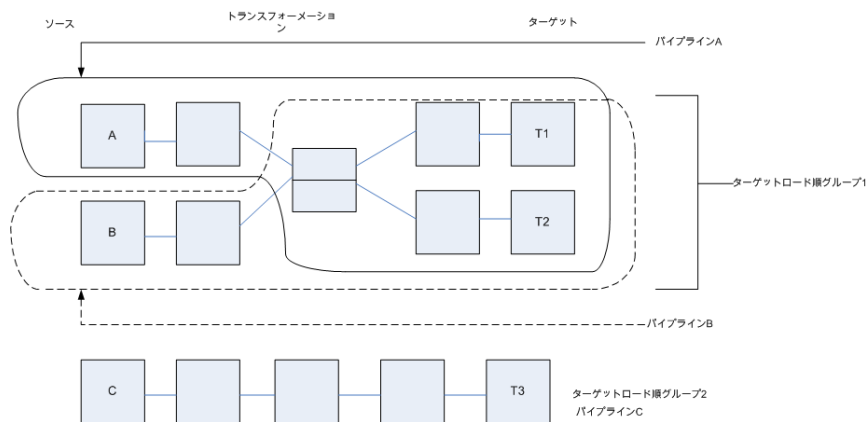 ソース
トランスフォーメーショ
ン
ターゲット
パイプラインA
A
T1
ターゲットロード順グループ1
B
T2
パイプラインB
C
T3
ターゲットロード順グループ2
パイプラインC